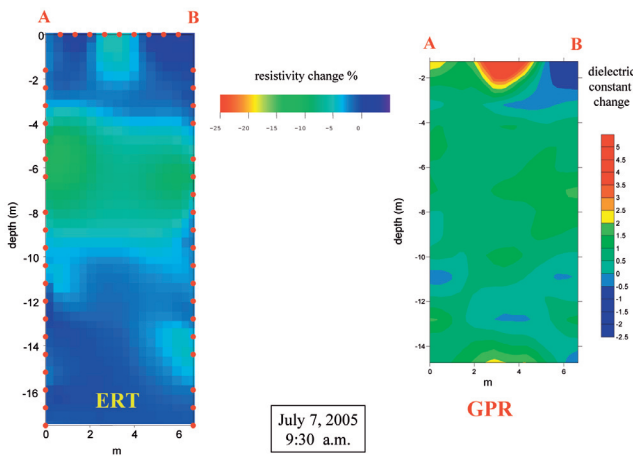 A B
0
-2
-4
-6
-8
-10
-12
-14
-16
depth (m)
0 2 4 6
m
ERT
resistivity change %
-25 -20 -15 -10 -5 0
July 7, 2005
9:30 a.m.
A B
-2
-4
-6
-8
-10
-12
-14
depth (m)
0 2 4 6
m
GPR
dielectric
constant
change
5
4.5
4
3.5
3
2.5
2
1.5
1
0.5
0
-0.5
-1
-1.5
-2
-2.5